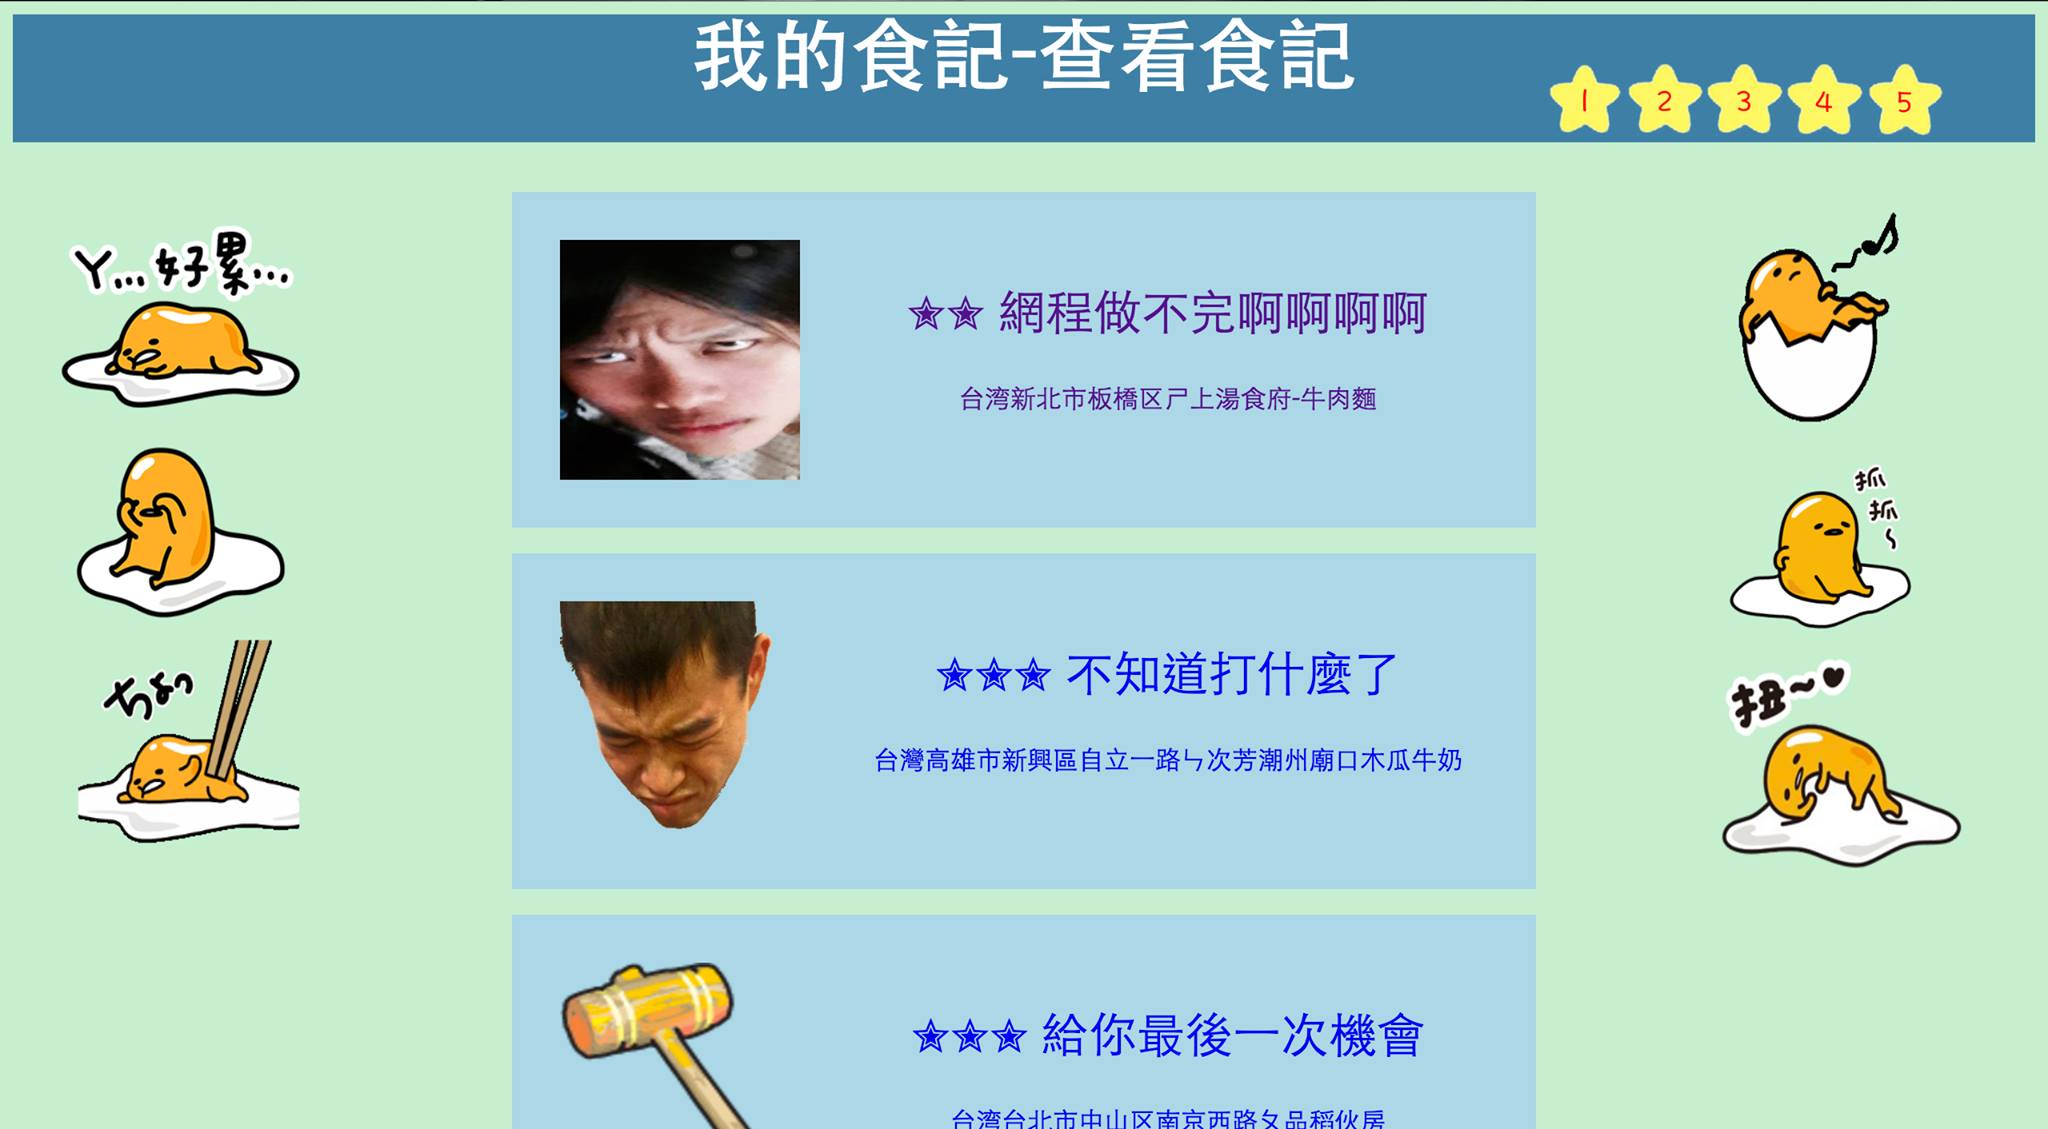 我的食記-查看食記
1 2 3 4 5
ㄚ...好累...
✭✭ 網程做不完啊啊啊啊
台湾新北市板橋区ㄕ上湯食府-牛肉麵
抓
抓
~
ちょっ
✭✭✭ 不知道打什麼了
台灣高雄市新興區自立一路ㄣ次芳潮州廟口木瓜牛奶
扭~♥
✭✭✭ 給你最後一次機會
台湾台北市中山区南京西路ㄆ品稻伙房